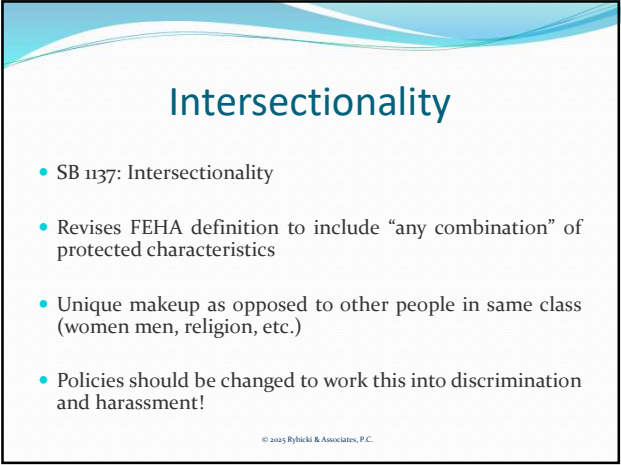 Intersectionality
• SB 1137: Intersectionality
• Revises FEHA definition to include “any combination” of
protected characteristics
• Unique makeup as opposed to other people in same class
(women men, religion, etc.)
• Policies should be changed to work this into discrimination
and harassment!
© 2025 Rybicki & Associates, P.C.